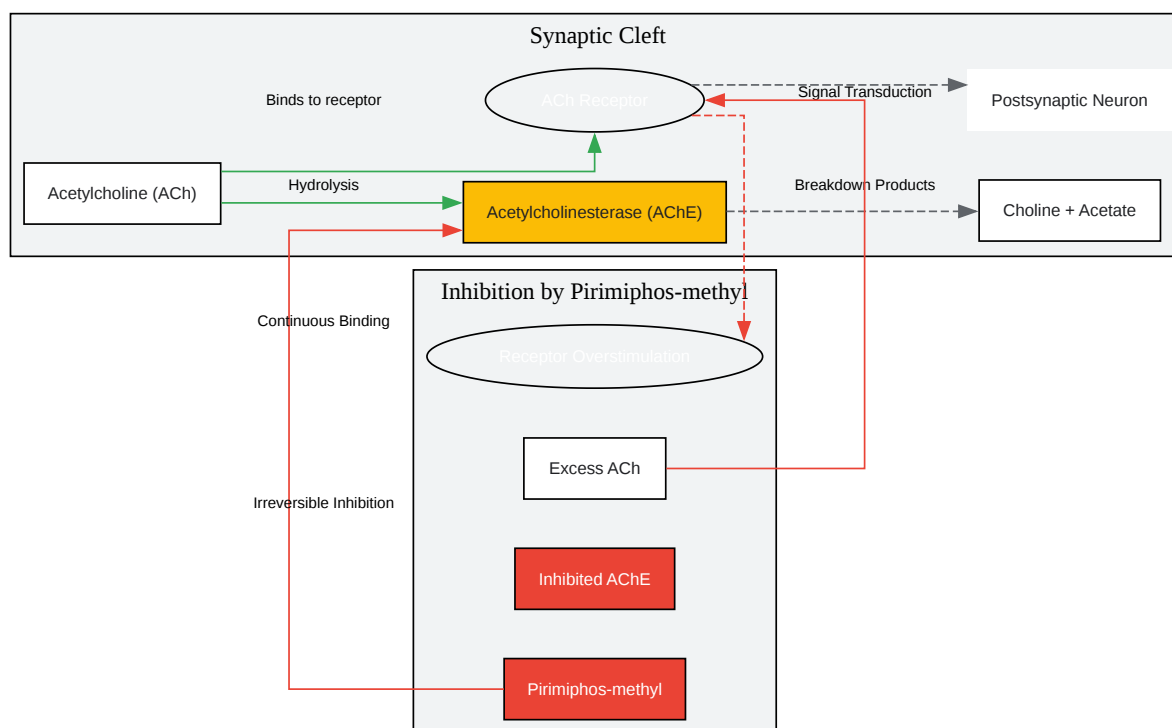 Synaptic Cleft
Binds to receptor
ACh Receptor
Signal Transduction
Postsynaptic Neuron
Acetylcholine (ACh)
Hydrolysis
Acetylcholinesterase (AChE)
Breakdown Products
Choline + Acetate
Inhibition by Pirimiphos-methyl
Continuous Binding
Receptor Overstimulation
Excess ACh
Irreversible Inhibition
Inhibited AChE
Pirimiphos-methyl